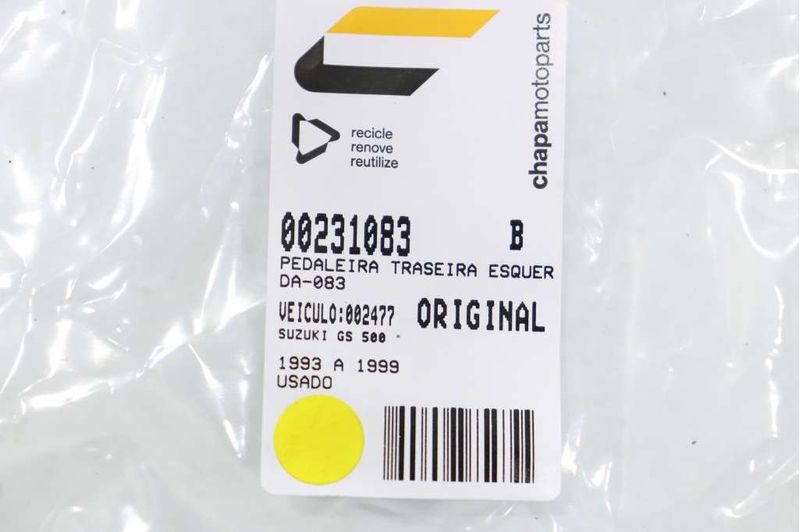 chapamotoparts
recicle
renove
reutilize
00231083 B
PEDALEIRA TRASEIRA ESQUER
DA-083
VEICULO:002477 ORIGINAL
SUZUKI GS 500
1993 A 1999
USADO